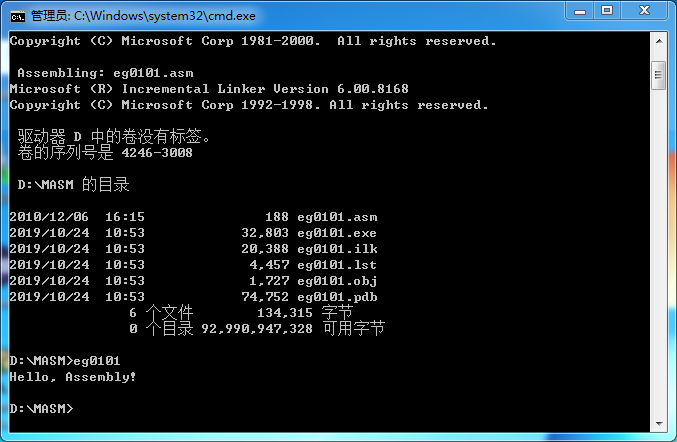 管理员: C:\Windows\system32\cmd.exe
Copyright (C) Microsoft Corp 1981-2000.  All rights reserved.
 Assembling: eg0101.asm
Microsoft (R) Incremental Linker Version 6.00.8168
Copyright (C) Microsoft Corp 1992-1998. All rights reserved.
 驱动器 D 中的卷没有标签。
 卷的序列号是 4246-3008
 D:\MASM 的目录
2010/12/06  16:15               188 eg0101.asm
2019/10/24  10:53            32,803 eg0101.exe
2019/10/24  10:53            20,388 eg0101.ilk
2019/10/24  10:53             4,457 eg0101.lst
2019/10/24  10:53             1,727 eg0101.obj
2019/10/24  10:53            74,752 eg0101.pdb
               6 个文件        134,315 字节
               0 个目录 92,990,947,328 可用字节
D:\MASM>eg0101
Hello, Assembly!
D:\MASM>